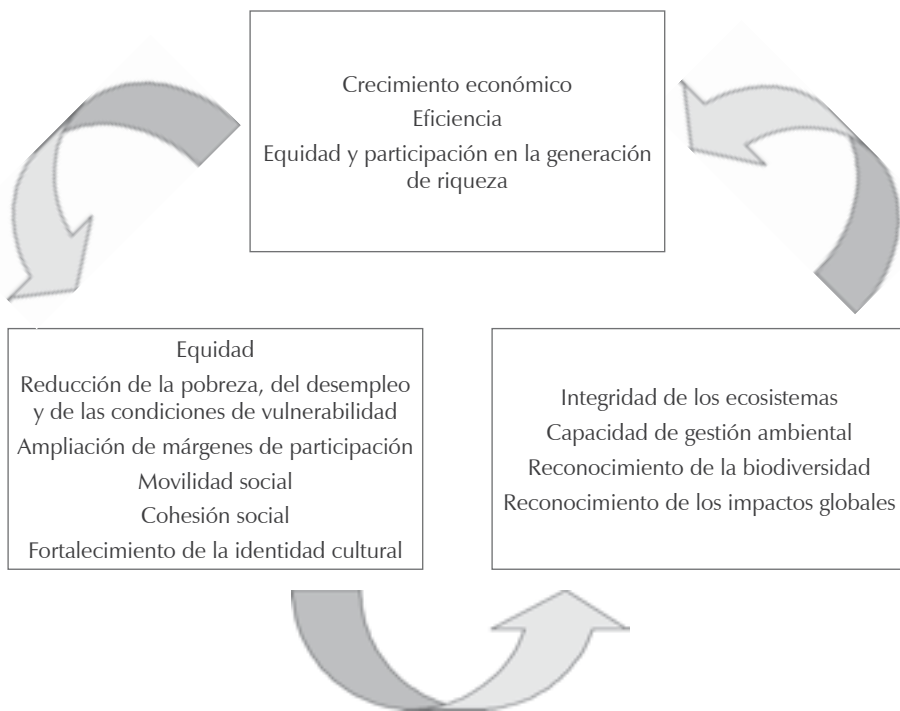 Crecimiento económico
Eficiencia
Equidad y participación en la generación
de riqueza
Equidad
Reducción de la pobreza, del desempleo
y de las condiciones de vulnerabilidad
Ampliación de márgenes de participación
Movilidad social
Cohesión social
Fortalecimiento de la identidad cultural
Integridad de los ecosistemas
Capacidad de gestión ambiental
Reconocimiento de la biodiversidad
Reconocimiento de los impactos globales